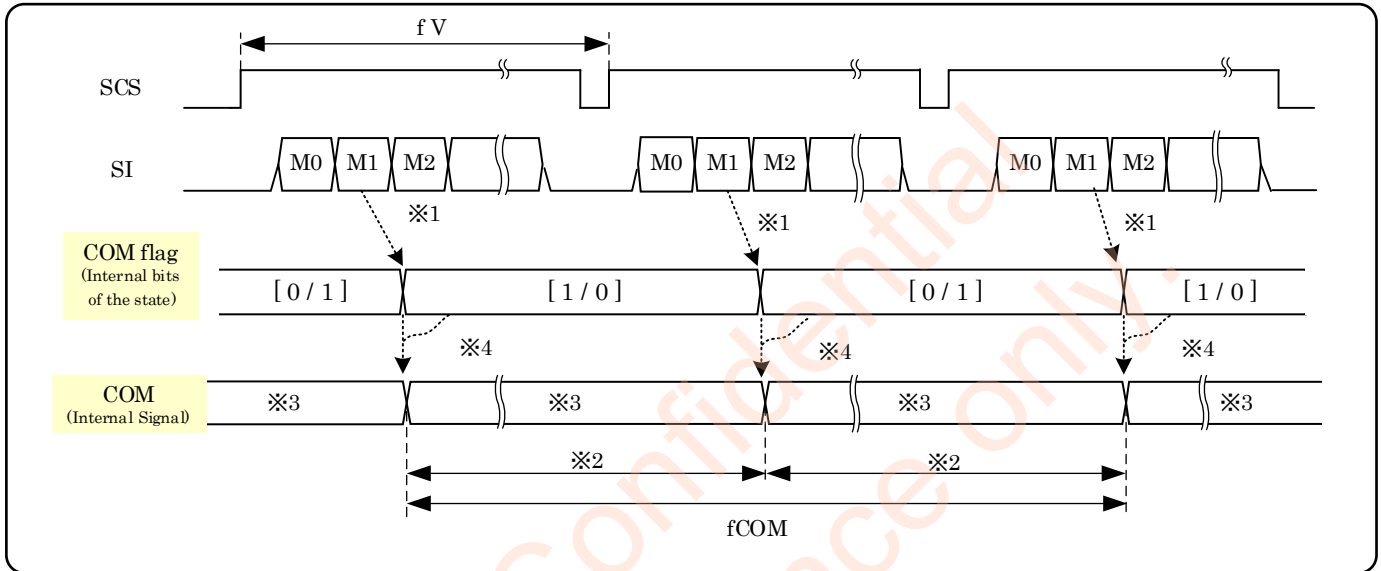 f V
SCS
SI
M0 M1 M2
M0 M1 M2
M0 M1 M2
※1
※1
※1
COM flag
(Internal bits
of the state)
[ 0 / 1 ]
[ 1 / 0 ]
[ 0 / 1 ]
[ 1 / 0 ]
※4
※4
※4
COM
(Internal Signal)
※3
※3
※3
※3
※2
※2
fCOM
Confidential
only.